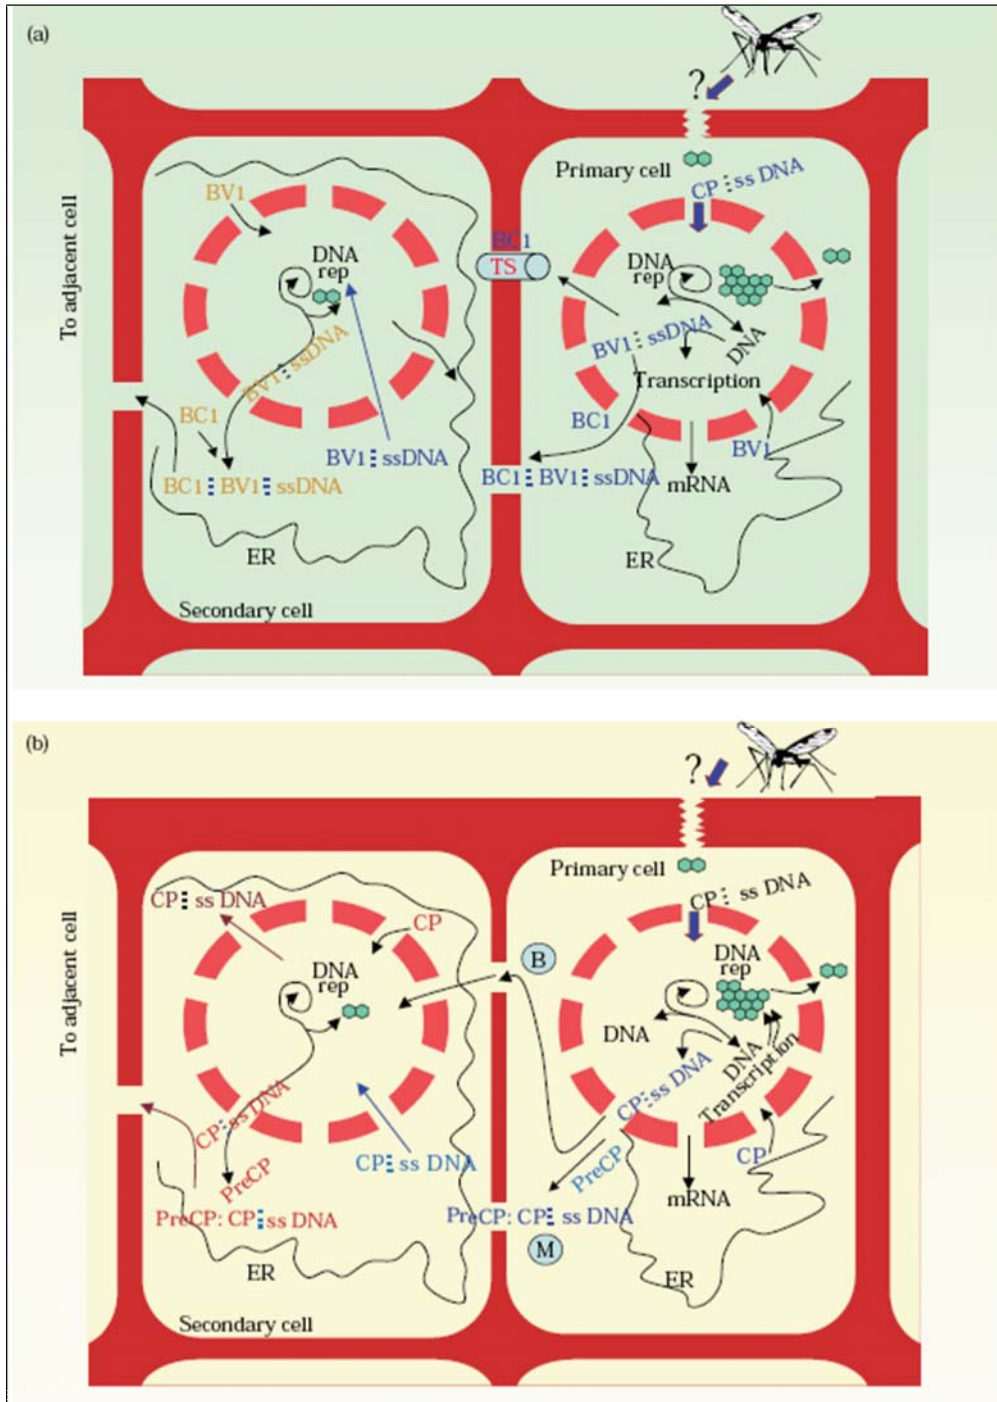 (a)
?
Primary cell
CP⋮ss DNA
BV1
DNA
rep
BC1
TS
DNA
rep
To adjacent cell
BV1⋮ssDNA
BV1⋮ssDNA
DNA
Transcription
BC1
BC1
BV1⋮ssDNA
BV1
BC1⋮BV1⋮ssDNA
BC1⋮BV1⋮ssDNA
mRNA
ER
ER
Secondary cell
(b)
?
Primary cell
CP⋮ss DNA
CP⋮ss DNA
CP
DNA
rep
B
DNA
rep
To adjacent cell
DNA
DNA
Transcription
CP⋮ss DNA
CP⋮ss DNA
CP⋮ss DNA
PreCP
CP
PreCP
mRNA
PreCP: CP⋮ss DNA
PreCP: CP⋮ss DNA
M
ER
ER
Secondary cell